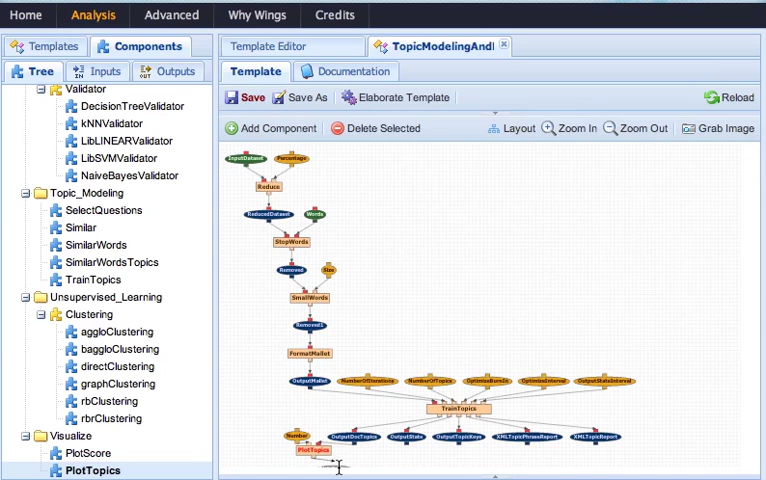 Home Analysis Advanced Why Wings Credits
Templates Components
Template Editor TopicModelingAndI
Tree Inputs Outputs
Template Documentation
Save Save As Elaborate Template Reload
Add Component Delete Selected Layout Zoom In Zoom Out Grab Image
Validator
DecisionTreeValidator
kNNValidator
LibLINEARValidator
LibSVMValidator
NaiveBayesValidator
Topic_Modeling
SelectQuestions
Similar
SimilarWords
SimilarWordsTopics
TrainTopics
Unsupervised_Learning
Clustering
aggloClustering
baggloClustering
directClustering
graphClustering
rbClustering
rbrClustering
Visualize
PlotScore
PlotTopics
InputDataset Percentage
Reduce
ReducedDataset Words
StopWords
Removed Size
SmallWords
Removed1
FormatMallet
OutputMallet NumberOfIterations NumberOfTopics OptimizeBurnIn OptimizeInterval OutputStateInterval
TrainTopics
Number OutputDocTopics OutputState OutputTopicKeys XMLTopicPhrasesReport XMLTopicReport
PlotTopics